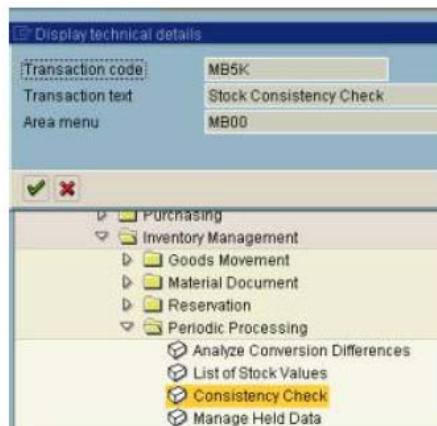 Display technical details
Transaction code MB5K
Transaction text Stock Consistency Check
Area menu MB00
Purchasing
Inventory Management
Goods Movement
Material Document
Reservation
Periodic Processing
Analyze Conversion Differences
List of Stock Values
Consistency Check
Manage Held Data